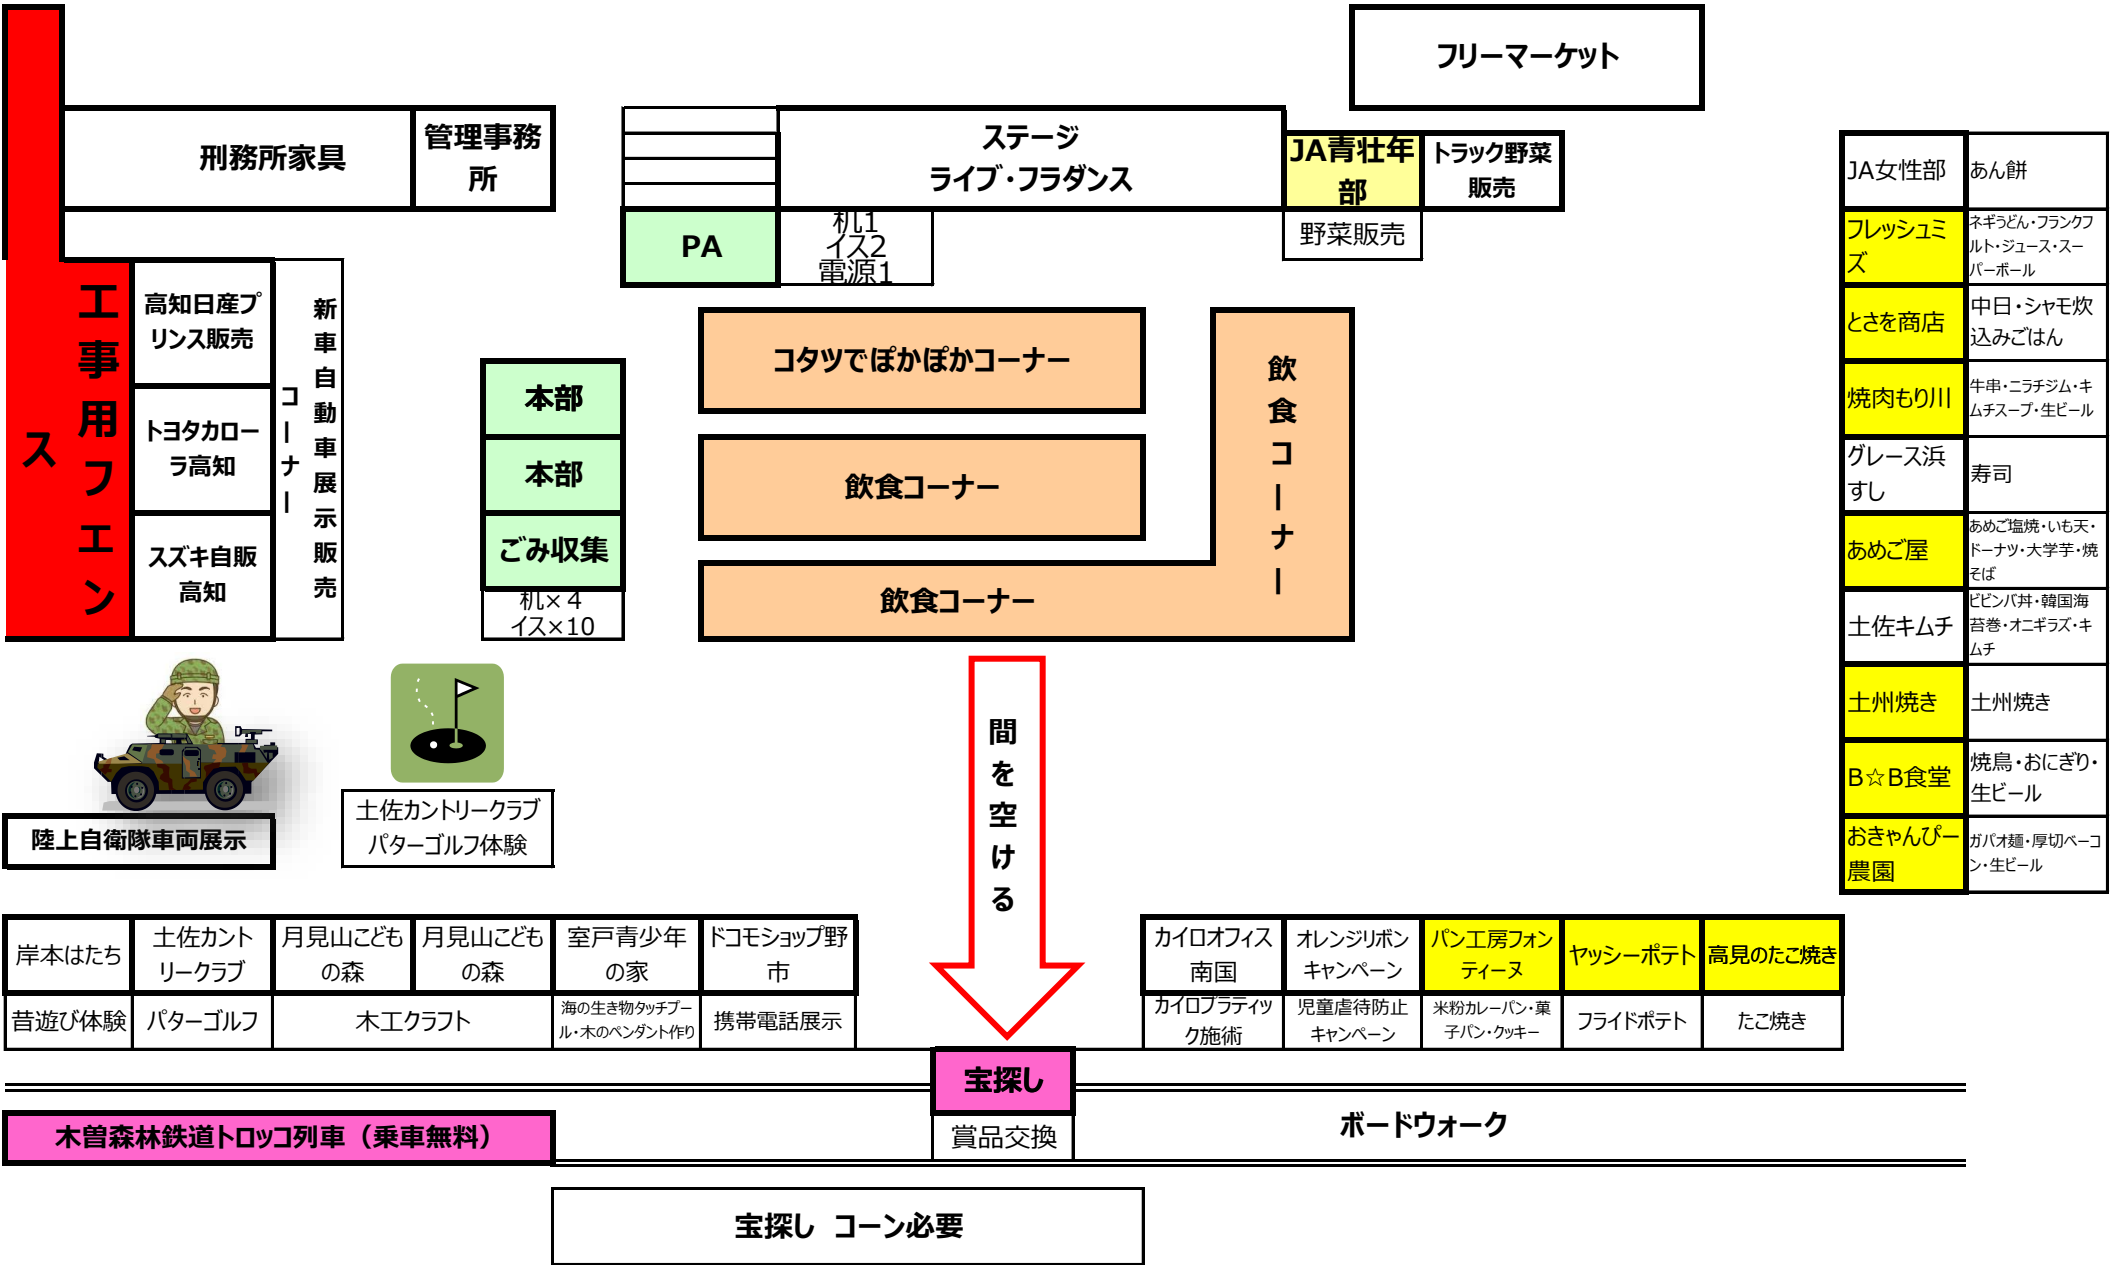 フリーマーケット
刑務所家具
管理事務
所
ステージ
ライブ・フラダンス
JA青壮年
部
トラック野菜
販売
野菜販売
PA
机1
イス2
電源1
工事用フェン
ス
高知日産プ
リンス販売
トヨタカロー
ラ高知
スズキ自販
高知
新車自動車展示販売
コーナー
本部
本部
ごみ収集
机×４
イス×10
コタツでぽかぽかコーナー
飲食コーナー
飲食コーナー
飲食コーナー
JA女性部
あん餅
フレッシュミ
ズ
ネギうどん・フランクフ
ルト・ジュース・スー
パーボール
とさを商店
中日・シャモ炊
込みごはん
焼肉もり川
牛串・ニラチジム・キ
ムチスープ・生ビール
グレース浜
すし
寿司
あめご屋
あめご塩焼・いも天・
ドーナツ・大学芋・焼
そば
土佐キムチ
ビビンバ丼・韓国海
苔巻・オニギラズ・キ
ムチ
土州焼き
土州焼き
B☆B食堂
焼鳥・おにぎり・
生ビール
おきゃんぴー
農園
ガパオ麺・厚切ベーコ
ン・生ビール
陸上自衛隊車両展示
土佐カントリークラブ
パターゴルフ体験
間を空ける
岸本はたち
土佐カント
リークラブ
月見山こども
の森
月見山こども
の森
室戸青少年
の家
ドコモショップ野
市
昔遊び体験
パターゴルフ
木工クラフト
海の生き物タッチプー
ル・木のペンダント作り
携帯電話展示
カイロオフィス
南国
オレンジリボン
キャンペーン
パン工房フォン
ティーヌ
ヤッシーポテト
高見のたこ焼き
カイロプラティッ
ク施術
児童虐待防止
キャンペーン
米粉カレーパン・菓
子パン・クッキー
フライドポテト
たこ焼き
宝探し
賞品交換
木曽森林鉄道トロッコ列車（乗車無料）
ボードウォーク
宝探し　コーン必要